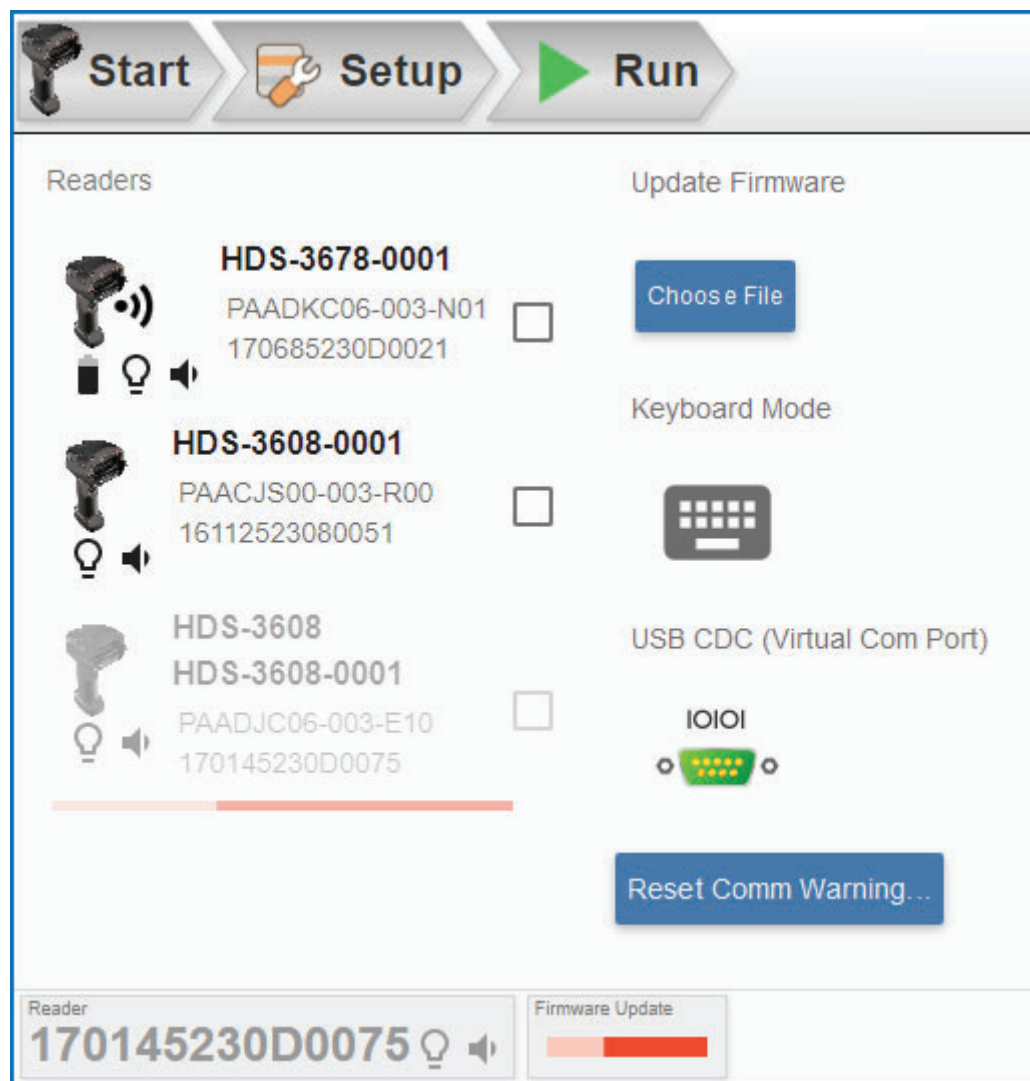 Start
Setup
Run
Readers
HDS-3678-0001
PAADKC06-003-N01
170685230D0021
HDS-3608-0001
PAACJS00-003-R00
16112523080051
HDS-3608
HDS-3608-0001
PAADJC06-003-E10
170145230D0075
Update Firmware
Choose File
Keyboard Mode
USB CDC (Virtual Com Port)
IOIOI
Reset Comm Warning...
Reader
170145230D0075
Firmware Update